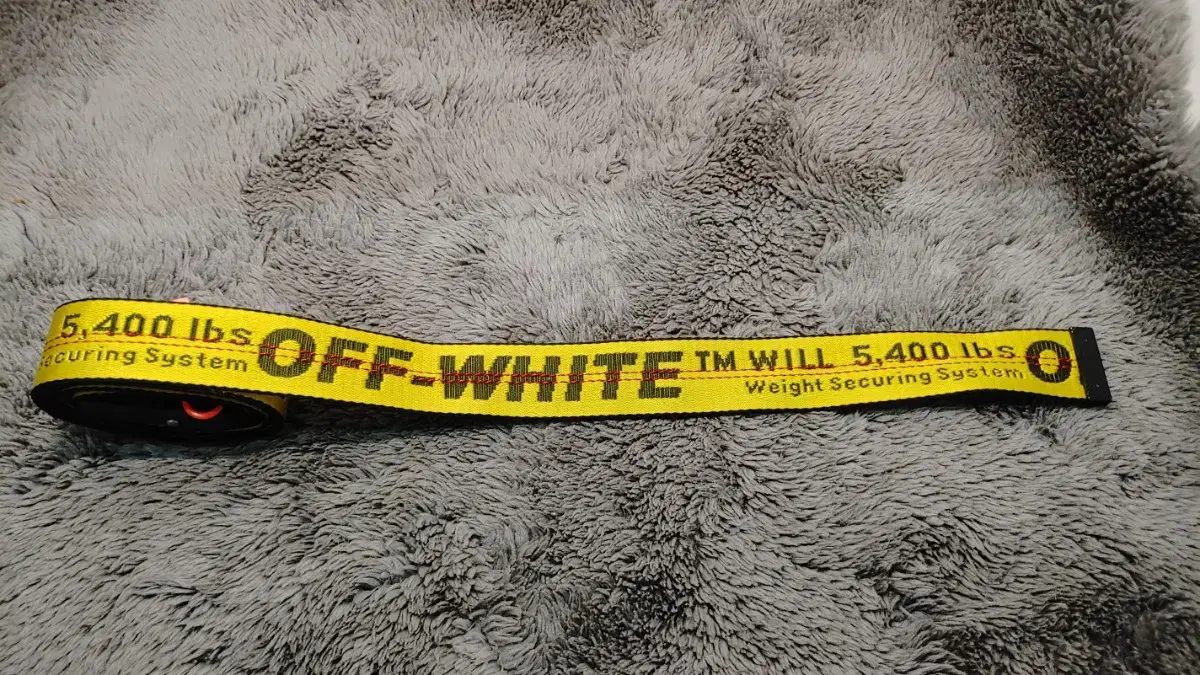 5,400 lbs OFF-WHITE TM WILL 5,400 lbs O
Securing System Weight Securing System